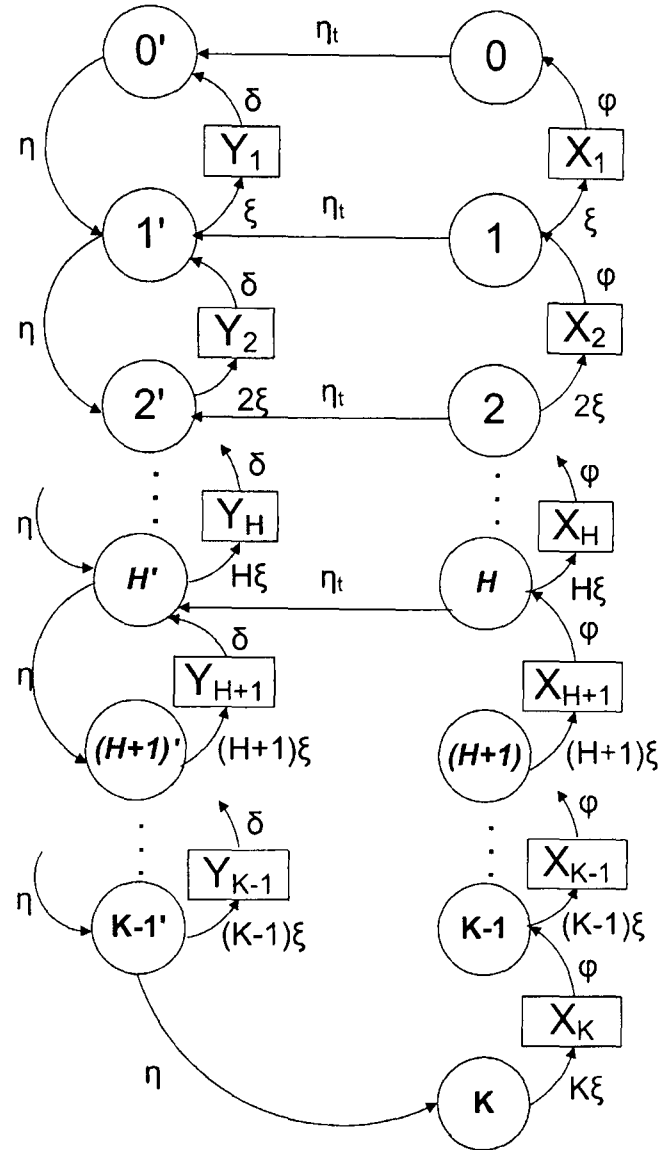 0' ηt 0
δ φ
η Y1 X1
ξ ξ
1' ηt 1
δ φ
η Y2 X2
2' 2ξ ηt 2 2ξ
δ φ
η YH XH
H' Hξ ηt H Hξ
δ φ
η YH+1 XH+1
(H+1)' (H+1)ξ (H+1) (H+1)ξ
δ φ
η YK-1 XK-1
K-1' (K-1)ξ K-1 (K-1)ξ
φ
XK
η K Kξ